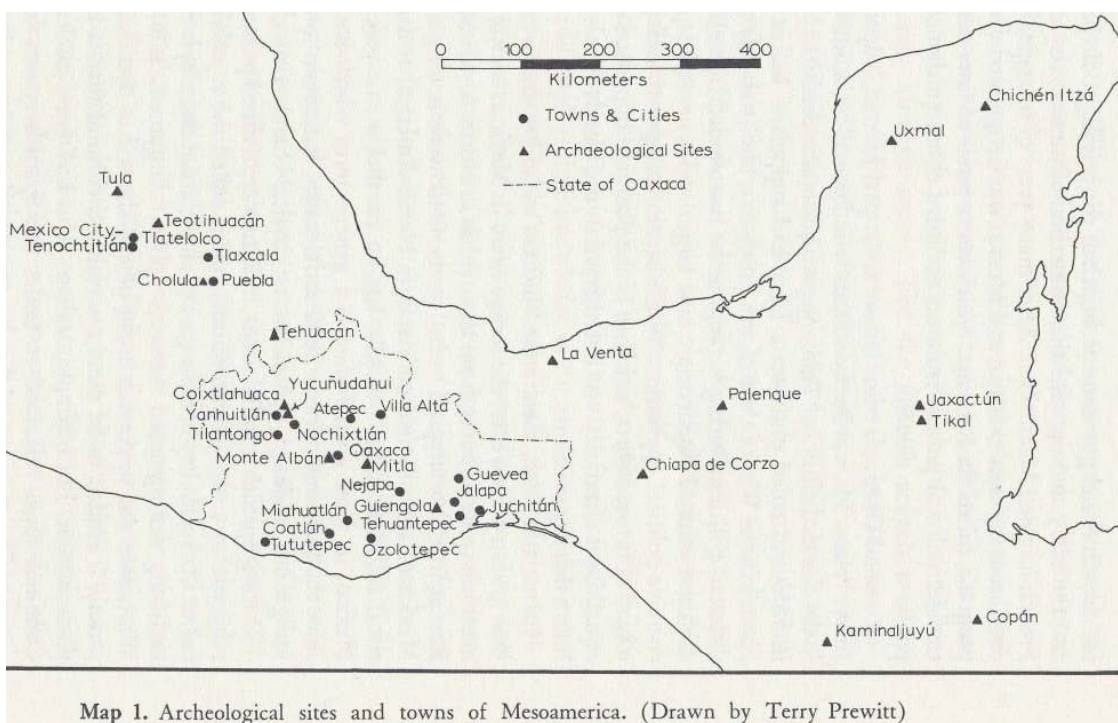 0 100 200 300 400
Kilometers
Towns & Cities
Archaeological Sites
State of Oaxaca
Chichén Itzá
Uxmal
Tula
Teotihuacán
Mexico City-
Tlatelolco
Tenochtitlán
Tlaxcala
Cholula
Puebla
Tehuacán
La Venta
Coixtlahuaca
Yucuñudahui
Yanhuitlán
Atepec
Villa Alta
Palenque
Uaxactún
Tikal
Tilantongo
Nochixtlán
Oaxaca
Monte Albán
Mitla
Guevea
Chiapa de Corzo
Nejapa
Jalapa
Guiengola
Juchitán
Miahuatlán
Tehuantepec
Coatlán
Tututepec
Ozolotepec
Copán
Kaminaljuyú
Map 1. Archeological sites and towns of Mesoamerica. (Drawn by Terry Prewitt)